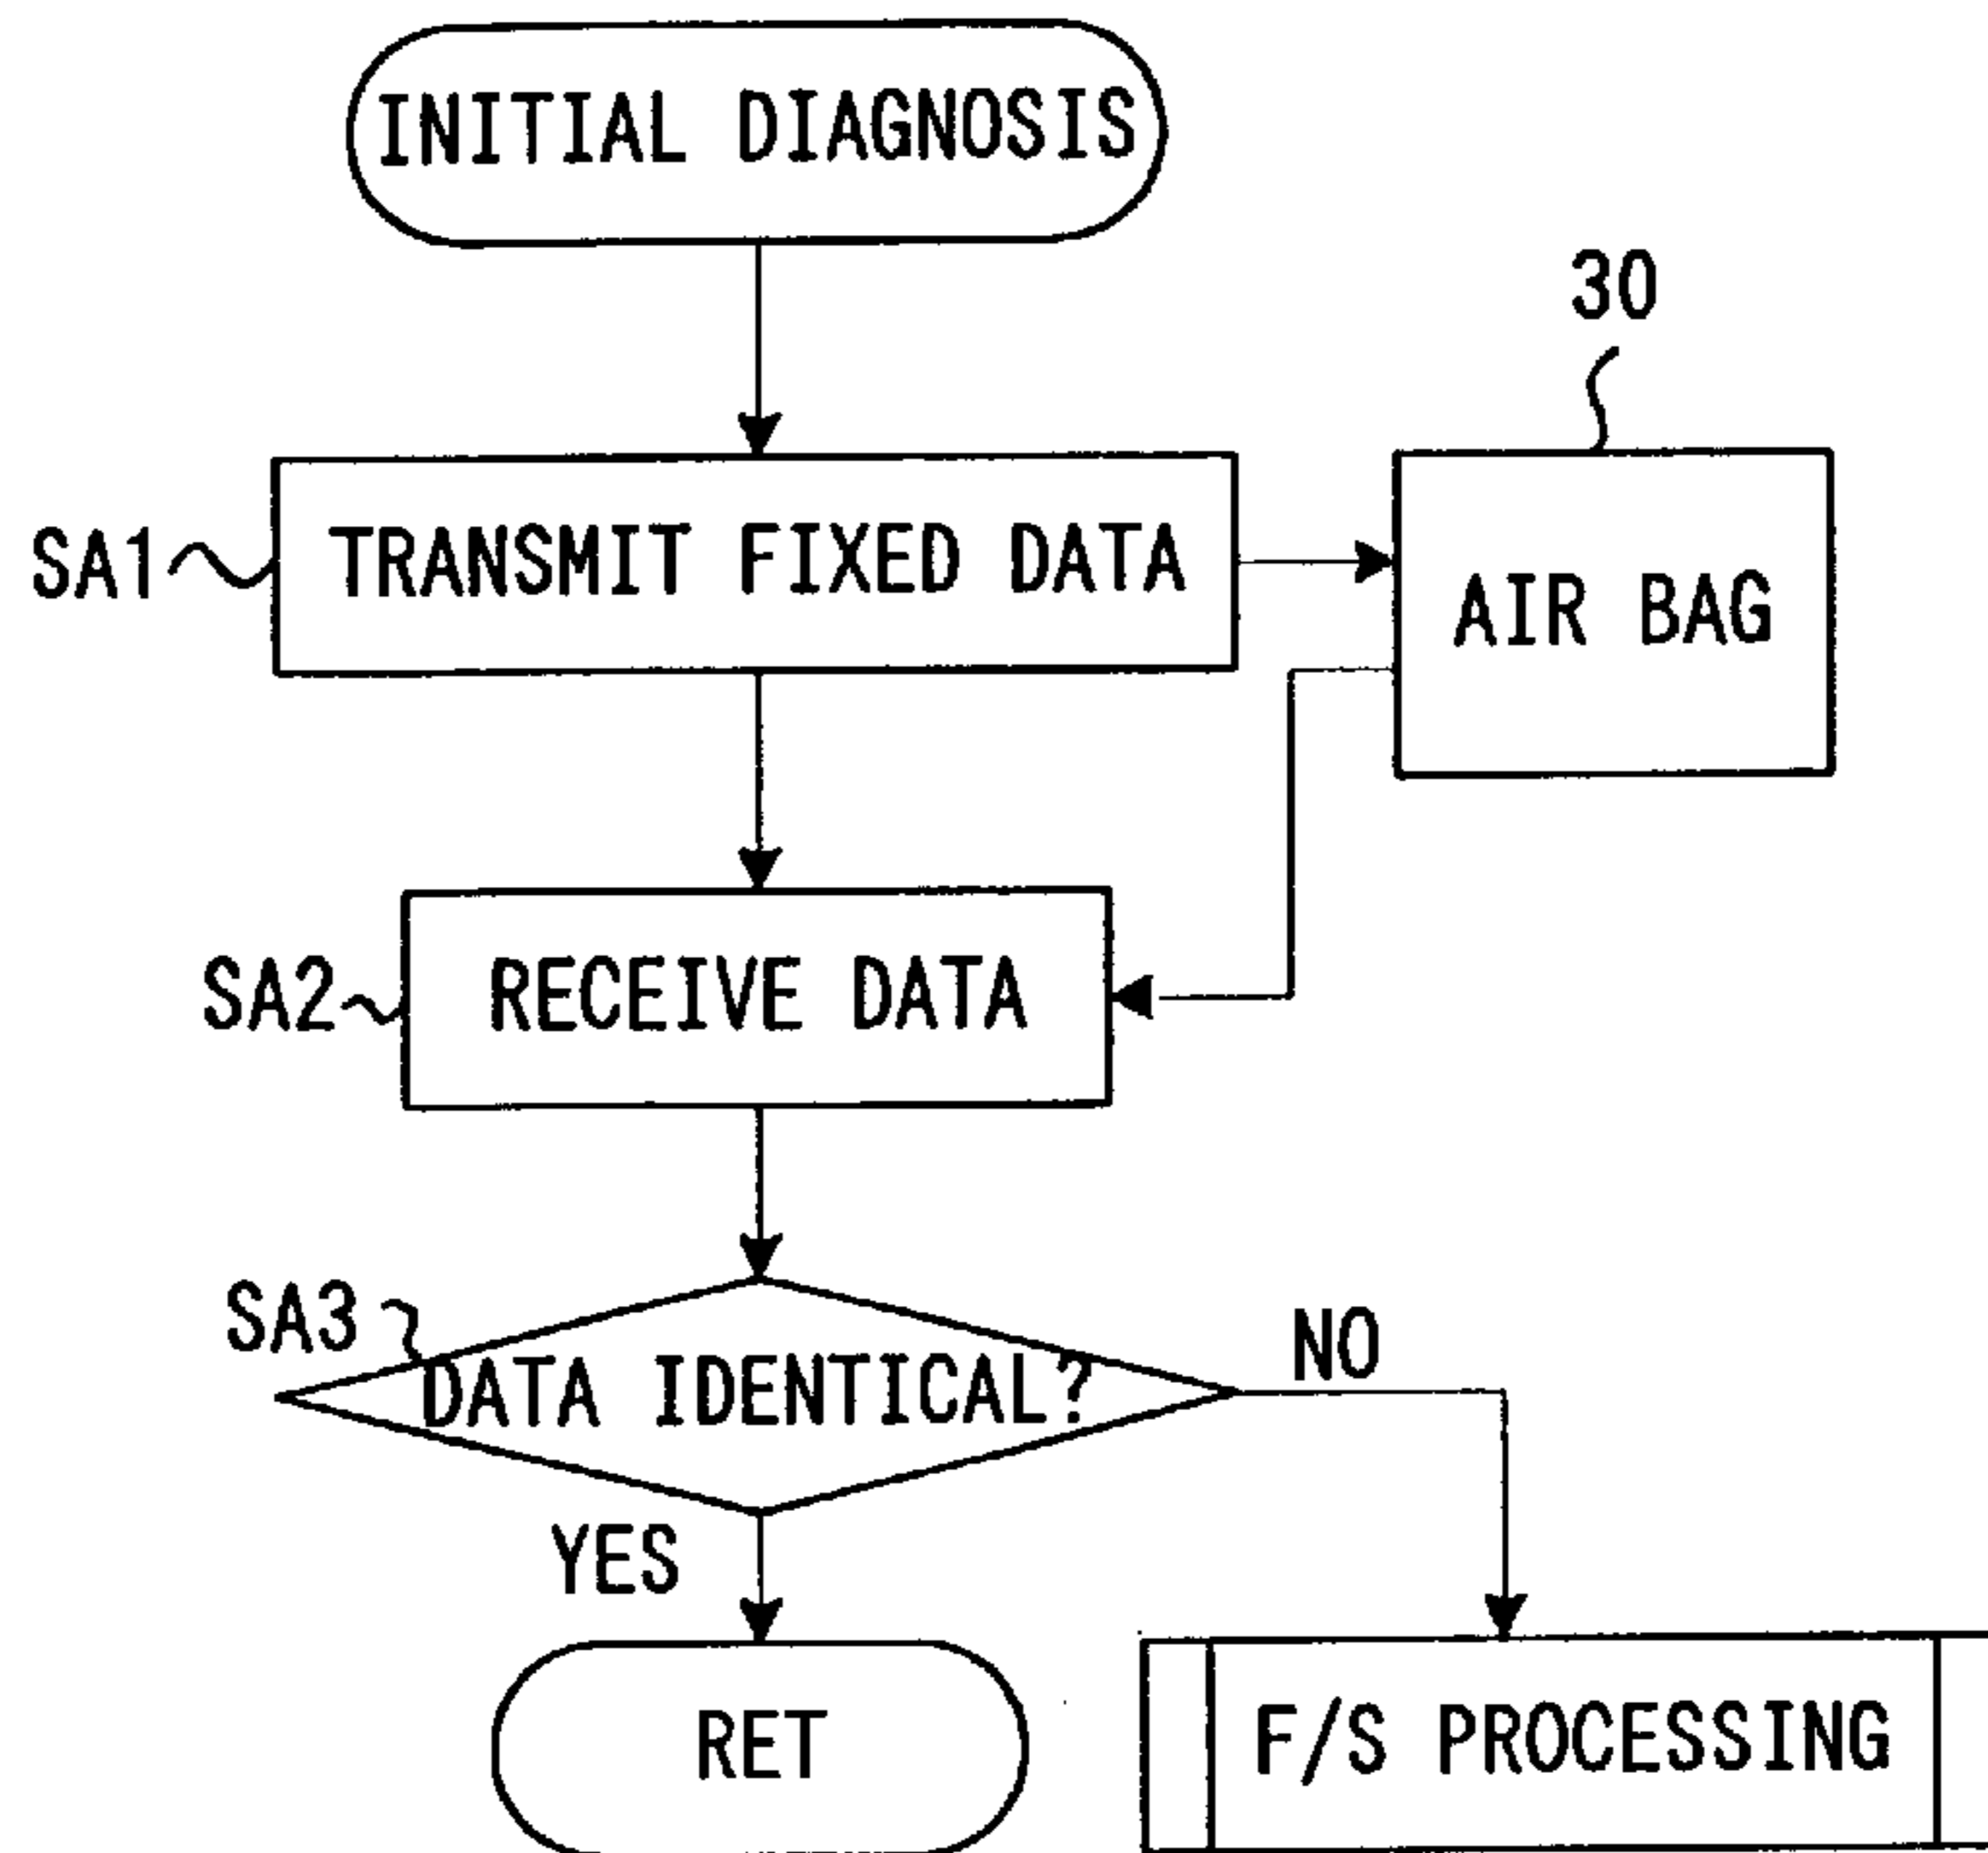 INITIAL DIAGNOSIS
30
SA1
TRANSMIT FIXED DATA
AIR BAG
SA2
RECEIVE DATA
SA3
DATA IDENTICAL?
NO
YES
RET
F/S PROCESSING